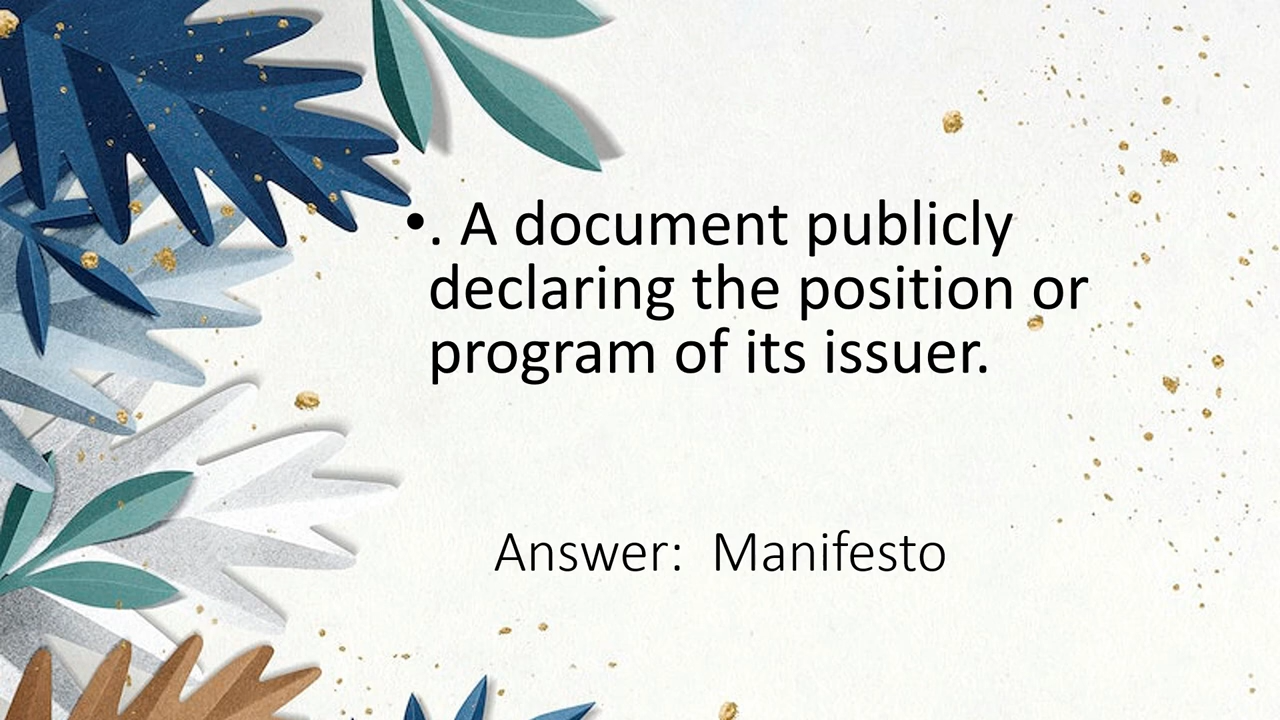 • . A document publicly
declaring the position or
program of its issuer.
Answer:  Manifesto